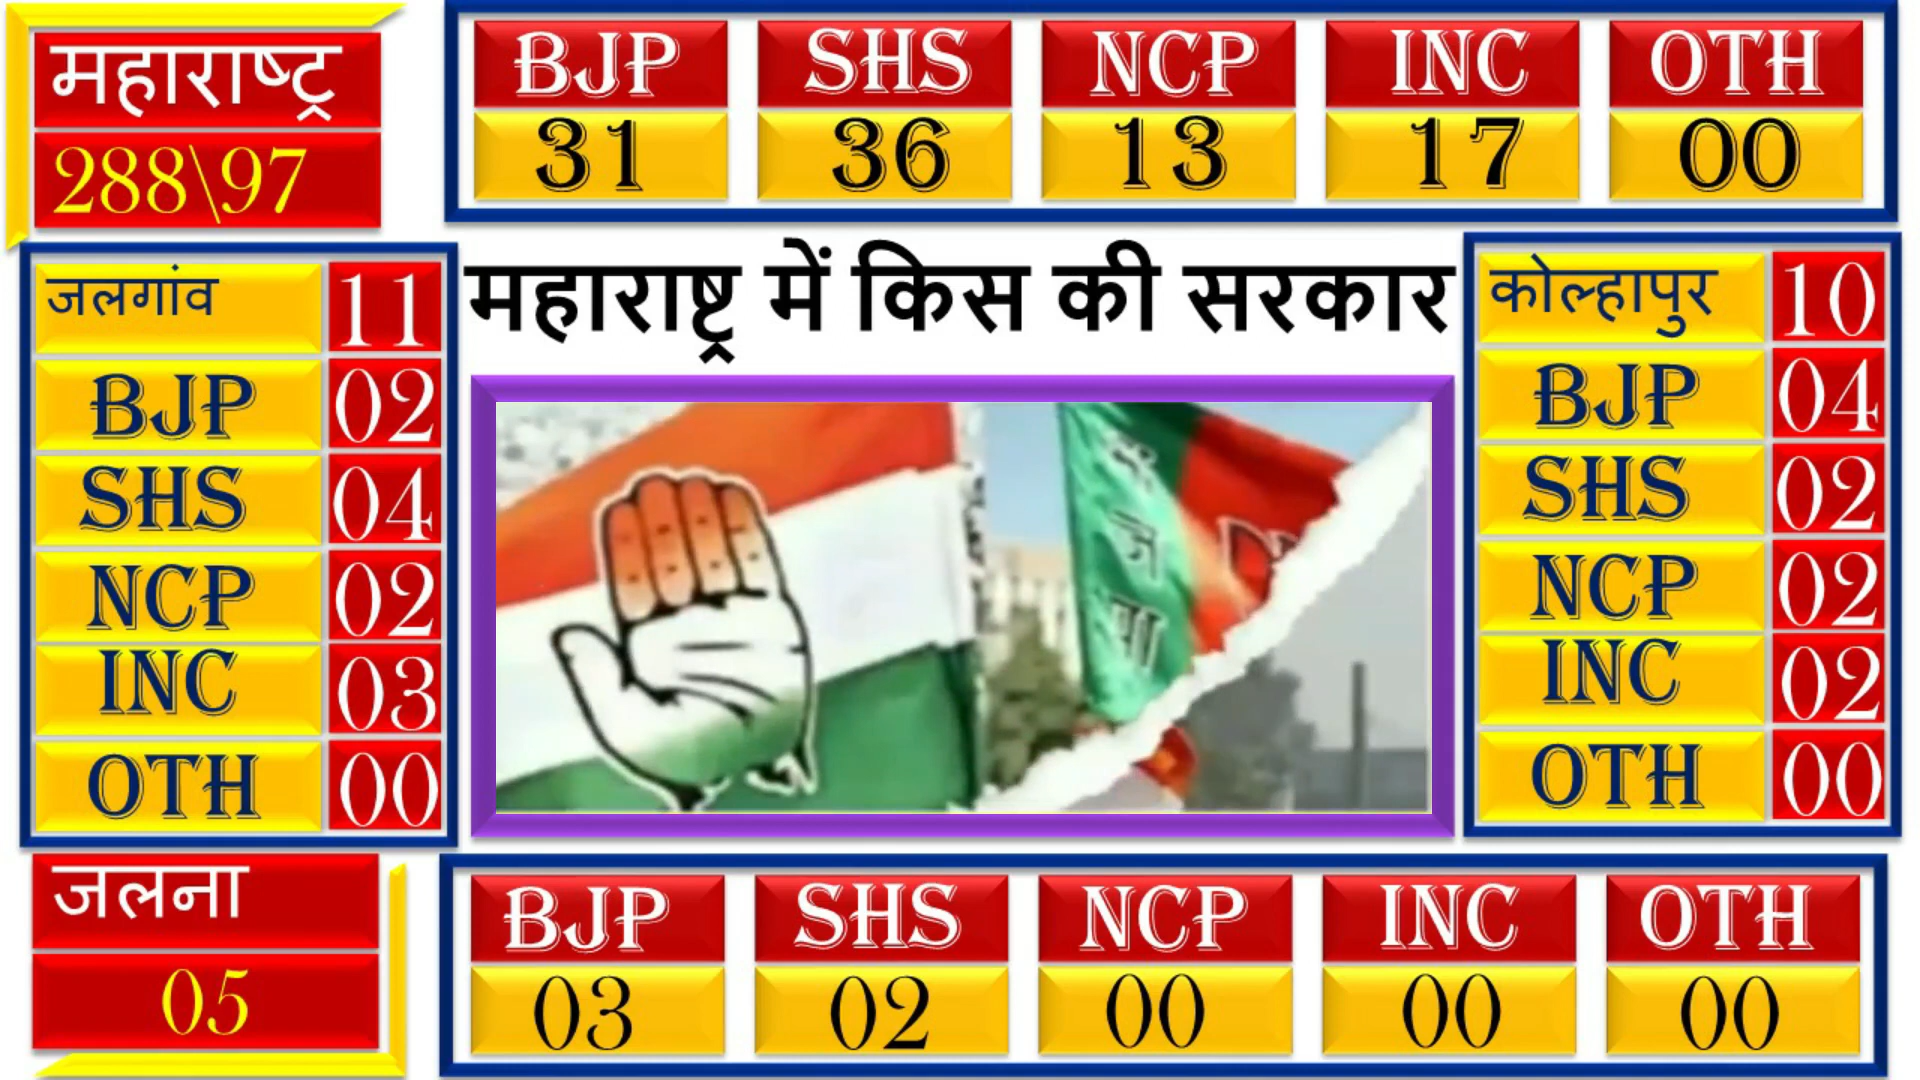 महाराष्ट्र
288\97
BJP SHS NCP INC OTH
31 36 13 17 00
महाराष्ट्र में किस की सरकार
जलगांव 11
BJP 02
SHS 04
NCP 02
INC 03
OTH 00
भा
ज
पा
कोल्हापुर 10
BJP 04
SHS 02
NCP 02
INC 02
OTH 00
जलना
05
BJP SHS NCP INC OTH
03 02 00 00 00